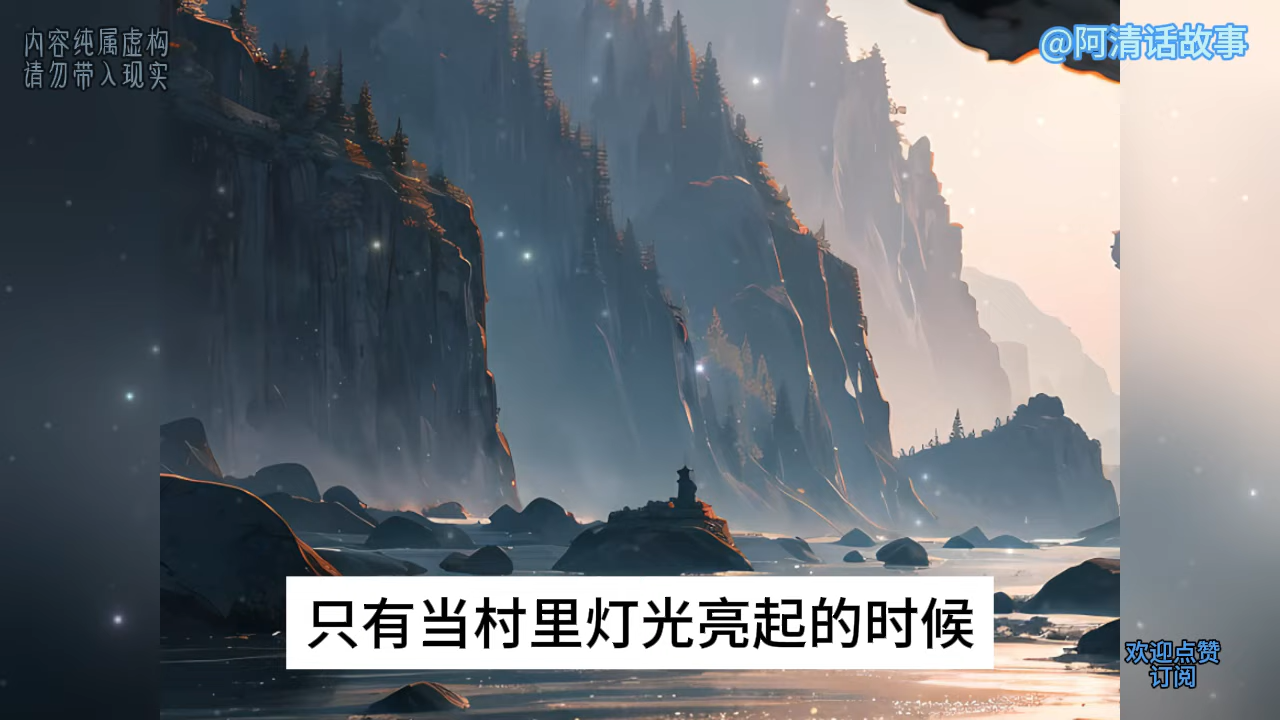 内容纯属虚构
请勿带入现实
@阿清话故事
只有当村里灯光亮起的时候
欢迎点赞
订阅